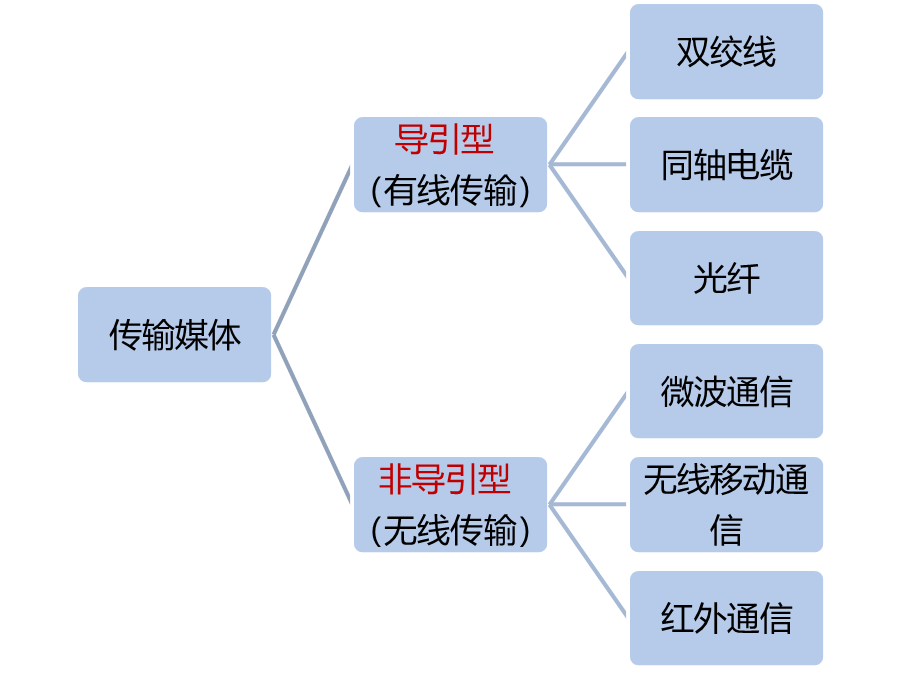 传输媒体
导引型
（有线传输）
双绞线
同轴电缆
光纤
非导引型
（无线传输）
微波通信
无线移动通
信
红外通信